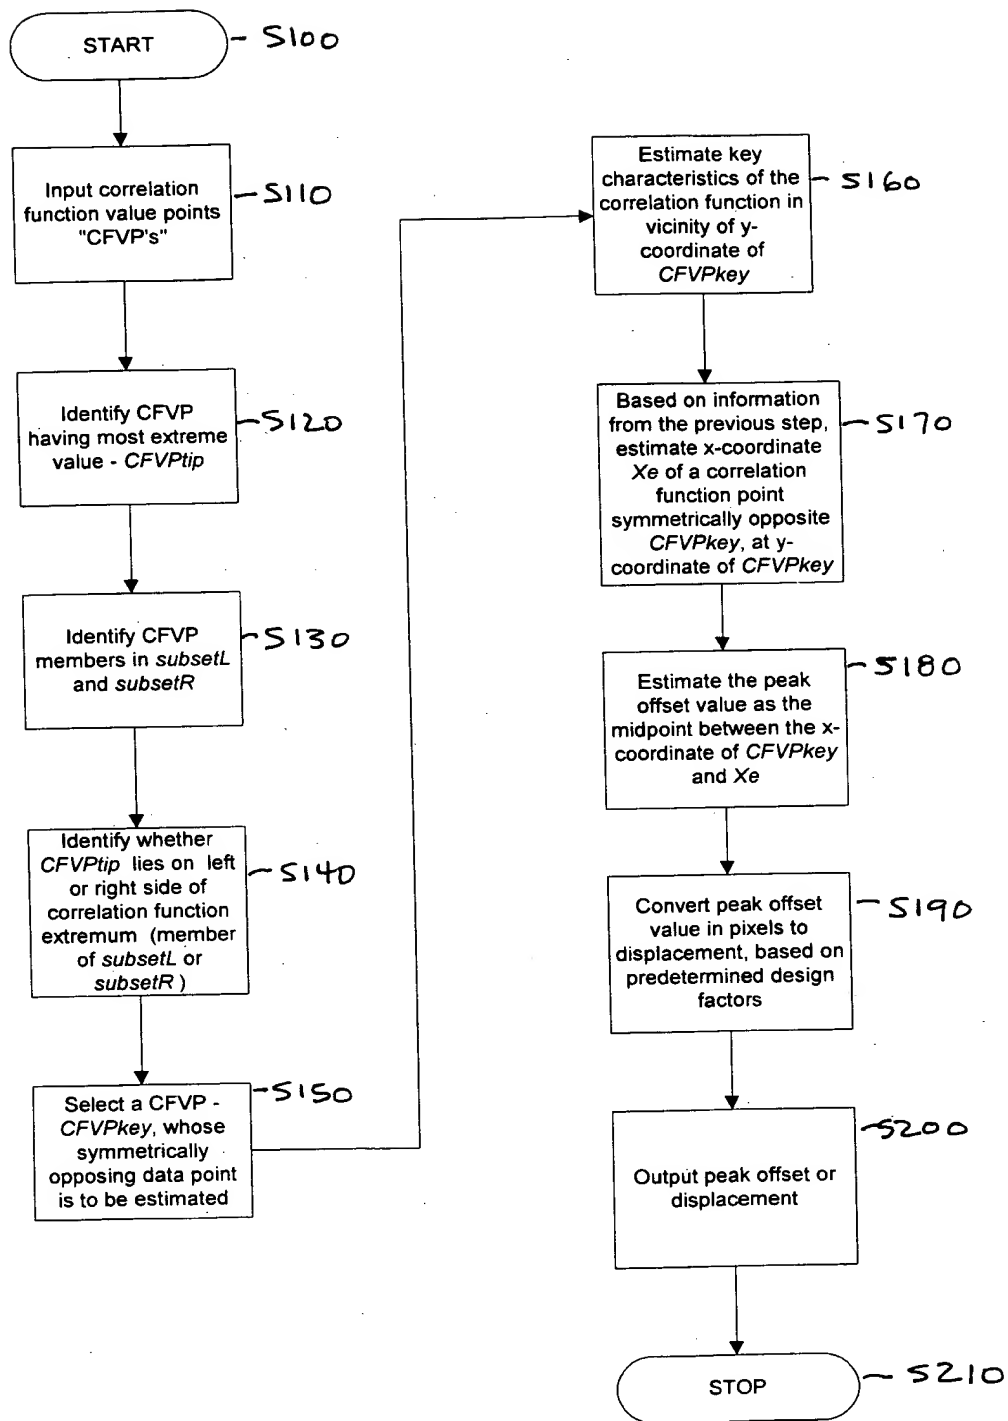 START
S100
Input correlation
function value points
"CFVP's"
S110
Identify CFVP
having most extreme
value - CFVPtip
S120
Identify CFVP
members in subsetL
and subsetR
S130
Identify whether
CFVPtip lies on left
or right side of
correlation function
extremum (member
of subsetL or
subsetR )
S140
Select a CFVP -
CFVPkey, whose
symmetrically
opposing data point
is to be estimated
S150
Estimate key
characteristics of the
correlation function in
vicinity of y-
coordinate of
CFVPkey
S160
Based on information
from the previous step,
estimate x-coordinate
Xe of a correlation
function point
symmetrically opposite
CFVPkey, at y-
coordinate of CFVPkey
S170
Estimate the peak
offset value as the
midpoint between the x-
coordinate of CFVPkey
and Xe
S180
Convert peak offset
value in pixels to
displacement, based on
predetermined design
factors
S190
Output peak offset or
displacement
S200
STOP
S210